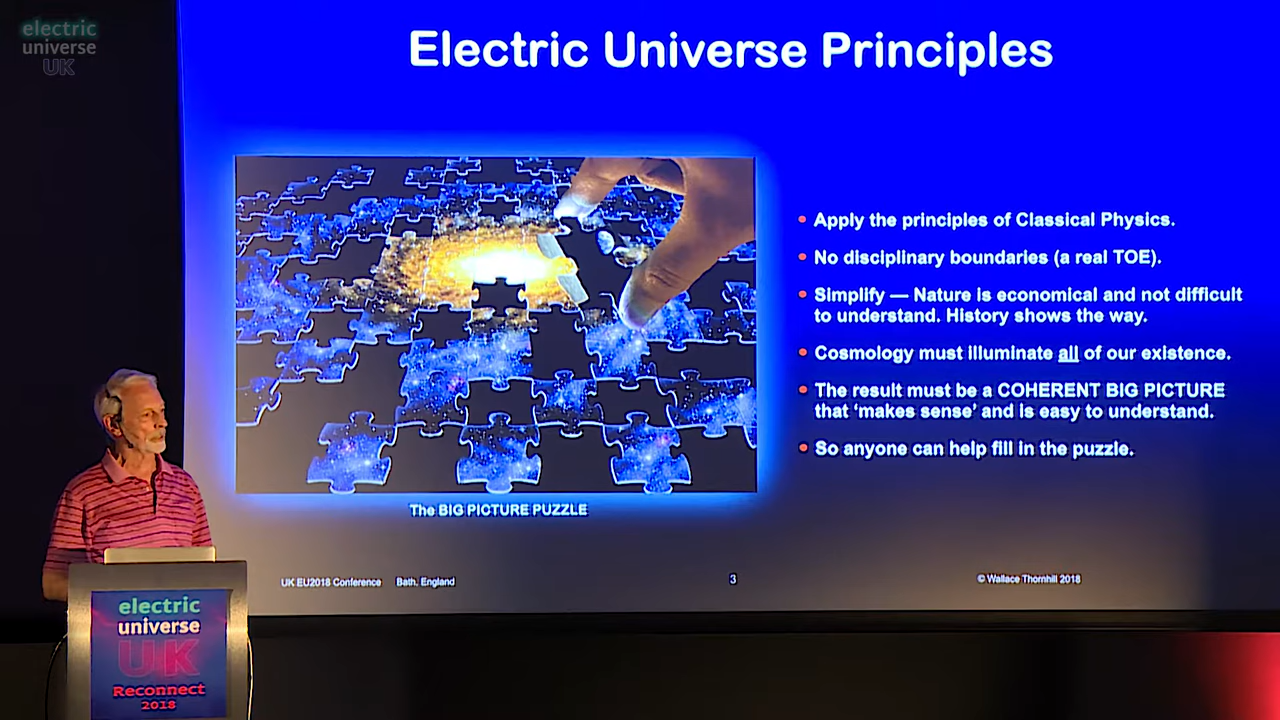 electric
universe
UK
Electric Universe Principles
• Apply the principles of Classical Physics.
• No disciplinary boundaries (a real TOE).
• Simplify — Nature is economical and not difficult
to understand. History shows the way.
• Cosmology must illuminate all of our existence.
• The result must be a COHERENT BIG PICTURE
that ‘makes sense’ and is easy to understand.
• So anyone can help fill in the puzzle.
The BIG PICTURE PUZZLE
UK EU2018 Conference Bath. England
3
© Wallace Thornhill 2018
electric
universe
UK
Reconnect
2018